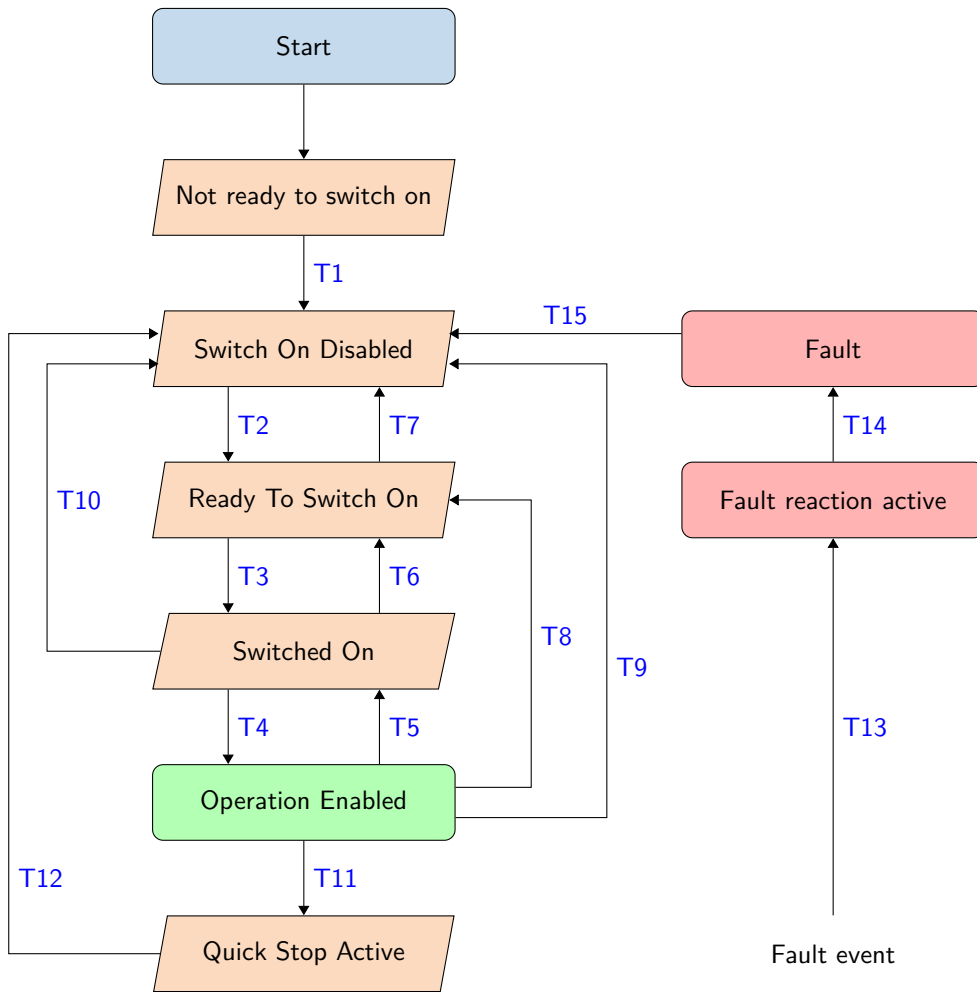 Start
Not ready to switch on
T1
T15
Switch On Disabled
Fault
T2
T7
T14
T10
Ready To Switch On
Fault reaction active
T3
T6
T8
Switched On
T9
T4
T5
T13
Operation Enabled
T12
T11
Quick Stop Active
Fault event